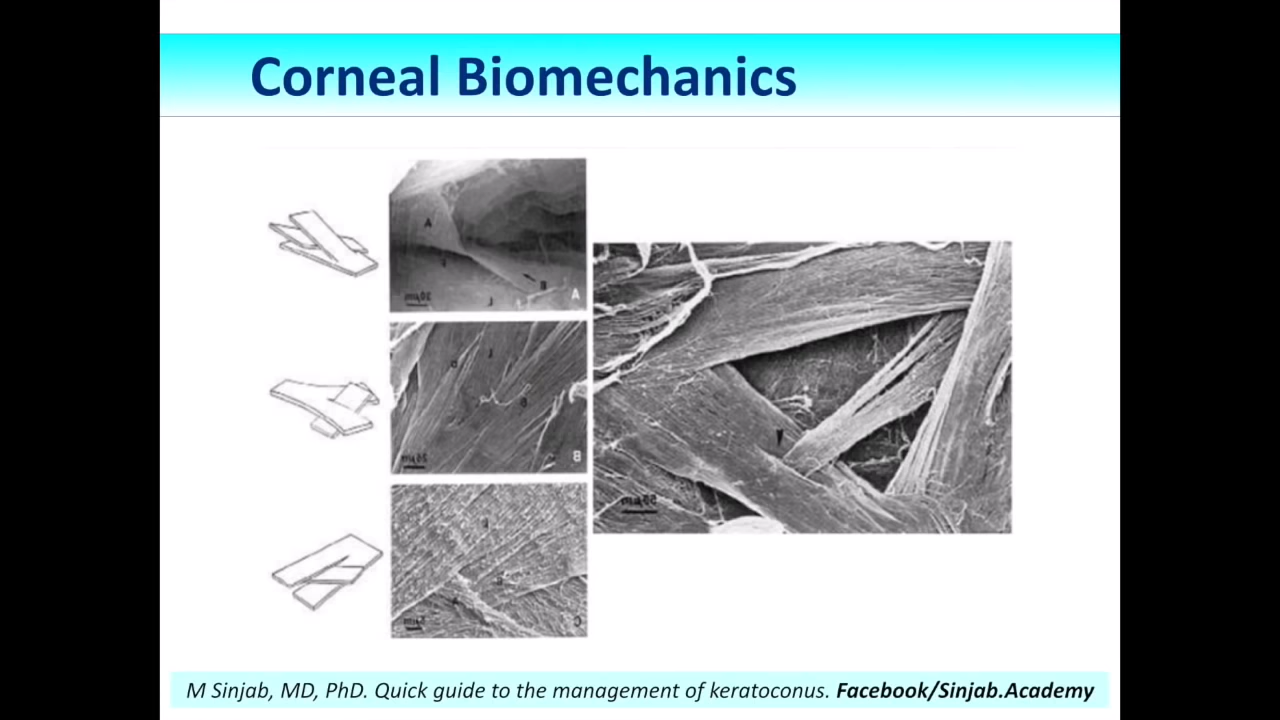 Corneal Biomechanics
A
B
A
B
C
M Sinjab, MD, PhD. Quick guide to the management of keratoconus. Facebook/Sinjab.Academy